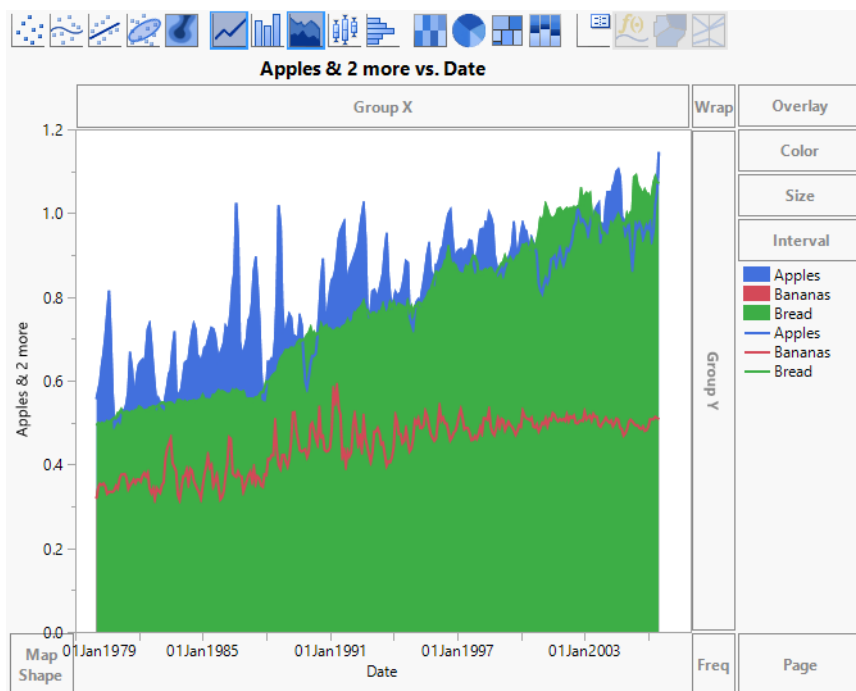 Apples & 2 more vs. Date
Group X
Wrap
Overlay
Color
Size
Interval
Apples
Bananas
Bread
Apples
Bananas
Bread
Group Y
Apples & 2 more
1.2
1.0
0.8
0.6
0.4
0.2
0.0
01Jan1979
01Jan1985
01Jan1991
01Jan1997
01Jan2003
Date
Map
Shape
Freq
Page